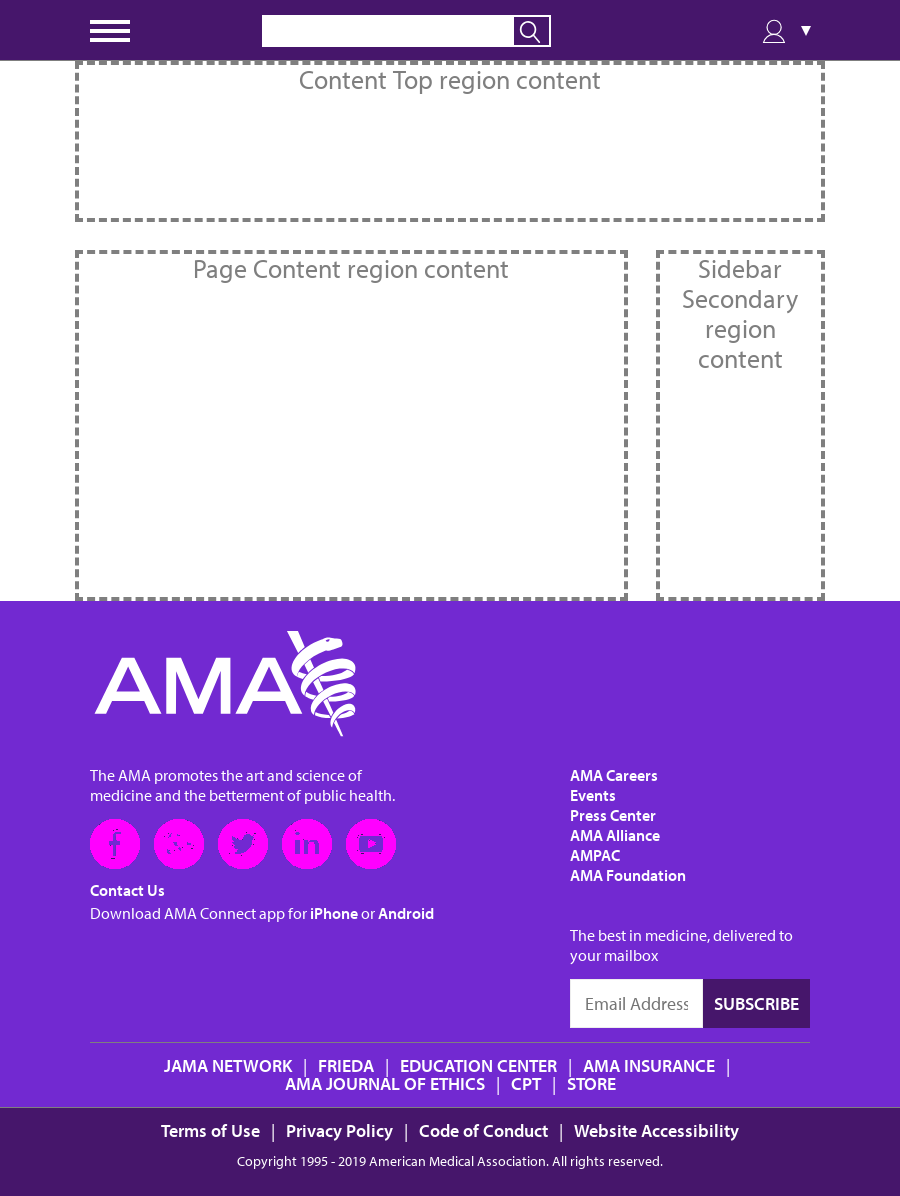 Content Top region content
Page Content region content
Sidebar
Secondary
region
content
AMA
The AMA promotes the art and science of
medicine and the betterment of public health.
f
in
Contact Us
Download AMA Connect app for iPhone or Android
AMA Careers
Events
Press Center
AMA Alliance
AMPAC
AMA Foundation
The best in medicine, delivered to
your mailbox
Email Address SUBSCRIBE
JAMA NETWORK | FRIEDA | EDUCATION CENTER | AMA INSURANCE |
AMA JOURNAL OF ETHICS | CPT | STORE
Terms of Use | Privacy Policy | Code of Conduct | Website Accessibility
Copyright 1995 - 2019 American Medical Association. All rights reserved.